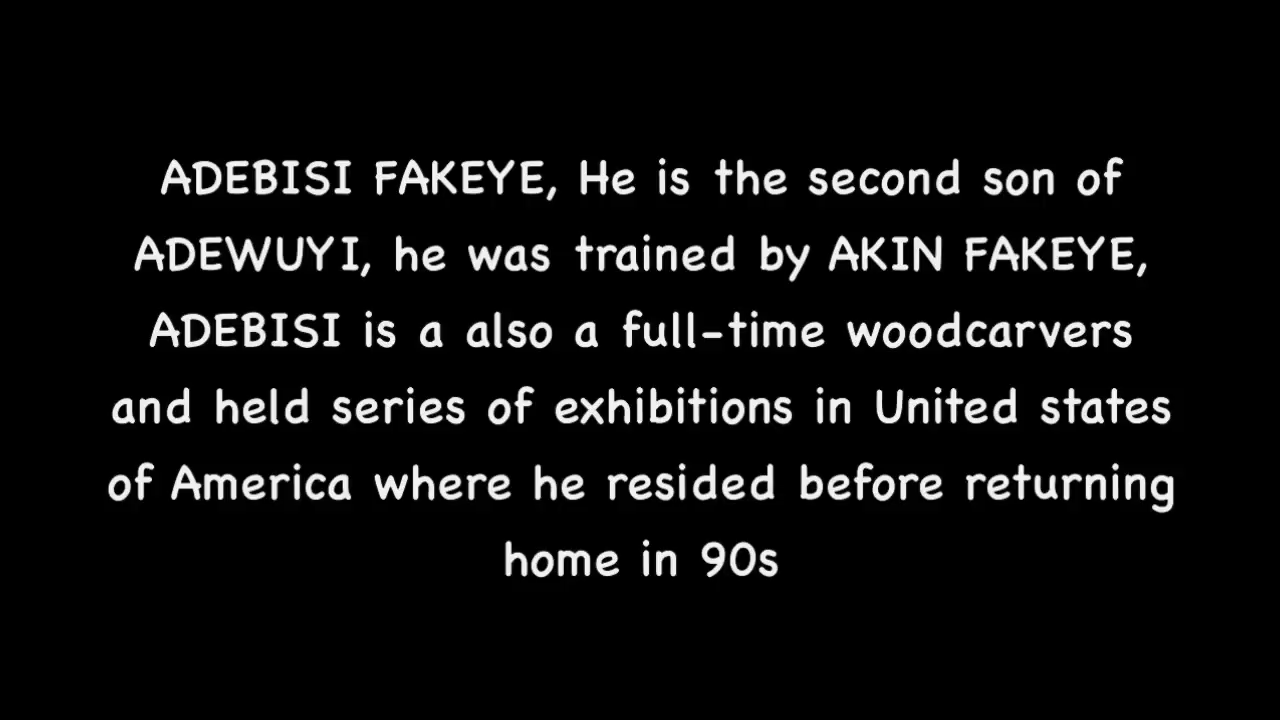 ADEBISI FAKEYE, He is the second son of
ADEWUYI, he was trained by AKIN FAKEYE,
ADEBISI is a also a full-time woodcarvers
and held series of exhibitions in United states
of America where he resided before returning
home in 90s